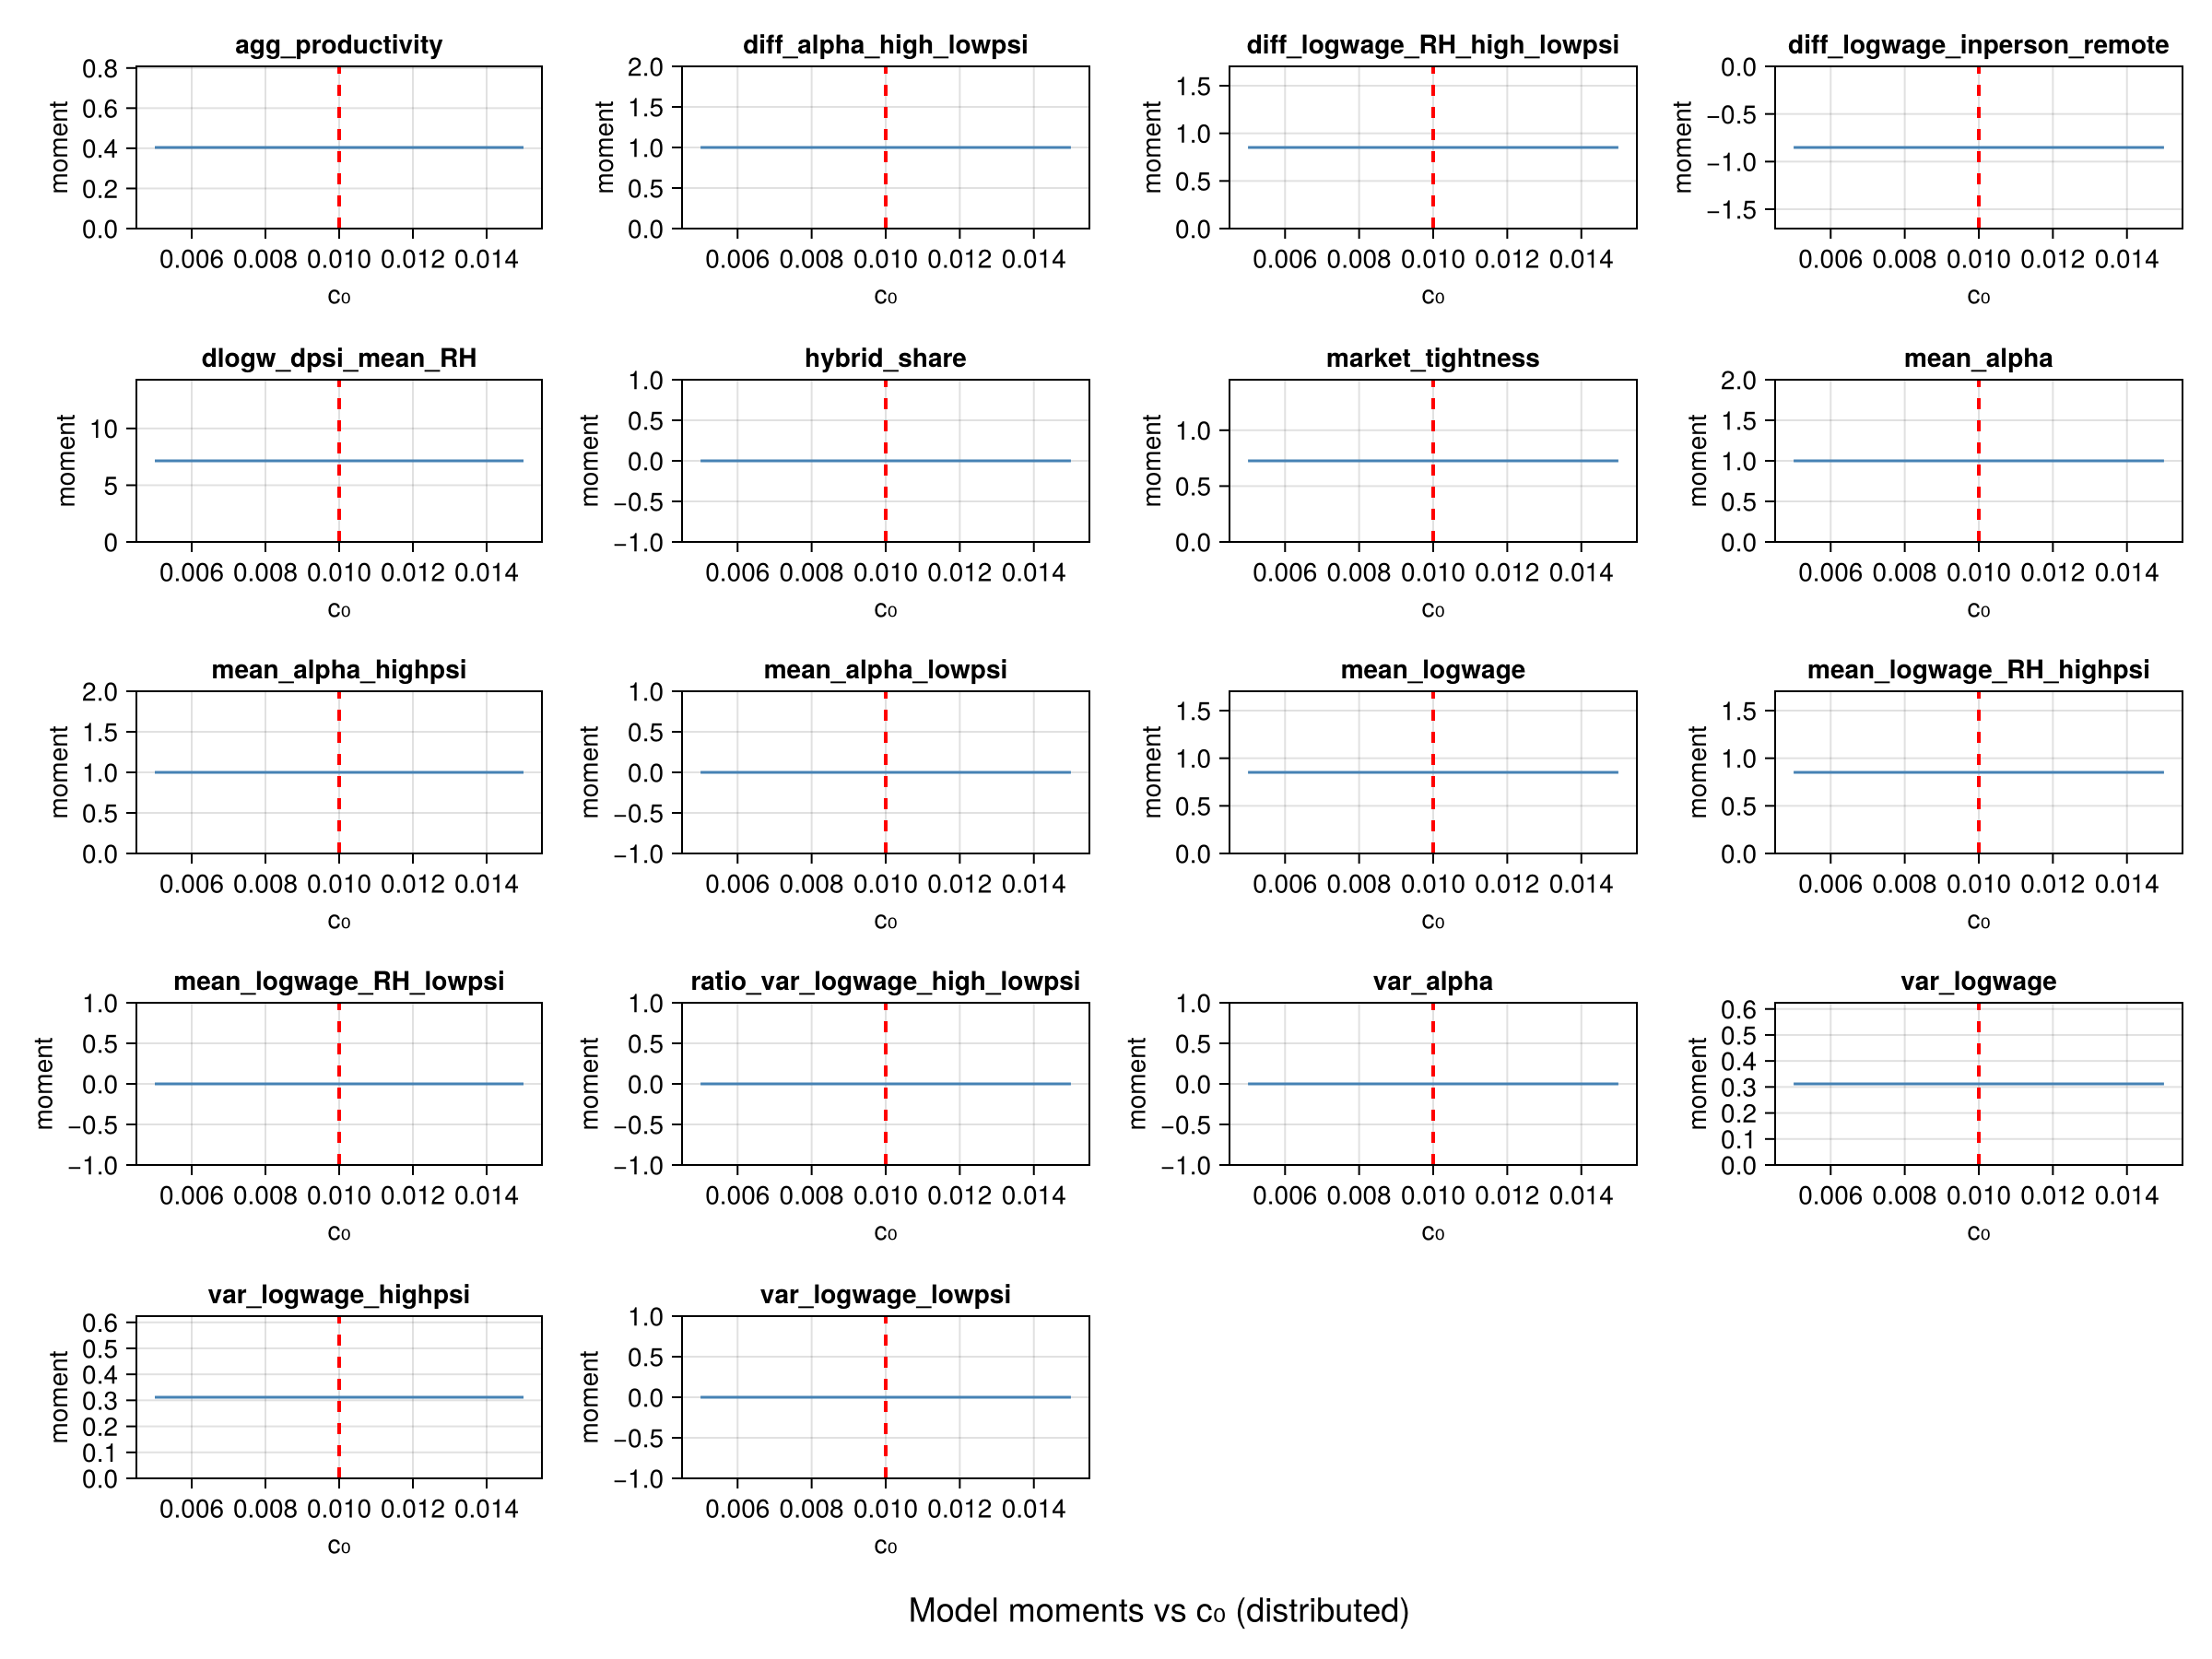 agg_productivity
0.8
0.6
0.4
0.2
0.0
moment
0.006 0.008 0.010 0.012 0.014
c₀
diff_alpha_high_lowpsi
2.0
1.5
1.0
0.5
0.0
moment
0.006 0.008 0.010 0.012 0.014
c₀
diff_logwage_RH_high_lowpsi
1.5
1.0
0.5
0.0
moment
0.006 0.008 0.010 0.012 0.014
c₀
diff_logwage_inperson_remote
0.0
−0.5
−1.0
−1.5
moment
0.006 0.008 0.010 0.012 0.014
c₀
dlogw_dpsi_mean_RH
10
5
0
moment
0.006 0.008 0.010 0.012 0.014
c₀
hybrid_share
1.0
0.5
0.0
−0.5
−1.0
moment
0.006 0.008 0.010 0.012 0.014
c₀
market_tightness
1.0
0.5
0.0
moment
0.006 0.008 0.010 0.012 0.014
c₀
mean_alpha
2.0
1.5
1.0
0.5
0.0
moment
0.006 0.008 0.010 0.012 0.014
c₀
mean_alpha_highpsi
2.0
1.5
1.0
0.5
0.0
moment
0.006 0.008 0.010 0.012 0.014
c₀
mean_alpha_lowpsi
1.0
0.5
0.0
−0.5
−1.0
moment
0.006 0.008 0.010 0.012 0.014
c₀
mean_logwage
1.5
1.0
0.5
0.0
moment
0.006 0.008 0.010 0.012 0.014
c₀
mean_logwage_RH_highpsi
1.5
1.0
0.5
0.0
moment
0.006 0.008 0.010 0.012 0.014
c₀
mean_logwage_RH_lowpsi
1.0
0.5
0.0
−0.5
−1.0
moment
0.006 0.008 0.010 0.012 0.014
c₀
ratio_var_logwage_high_lowpsi
1.0
0.5
0.0
−0.5
−1.0
moment
0.006 0.008 0.010 0.012 0.014
c₀
var_alpha
1.0
0.5
0.0
−0.5
−1.0
moment
0.006 0.008 0.010 0.012 0.014
c₀
var_logwage
0.6
0.5
0.4
0.3
0.2
0.1
0.0
moment
0.006 0.008 0.010 0.012 0.014
c₀
var_logwage_highpsi
0.6
0.5
0.4
0.3
0.2
0.1
0.0
moment
0.006 0.008 0.010 0.012 0.014
c₀
var_logwage_lowpsi
1.0
0.5
0.0
−0.5
−1.0
moment
0.006 0.008 0.010 0.012 0.014
c₀
Model moments vs c₀ (distributed)